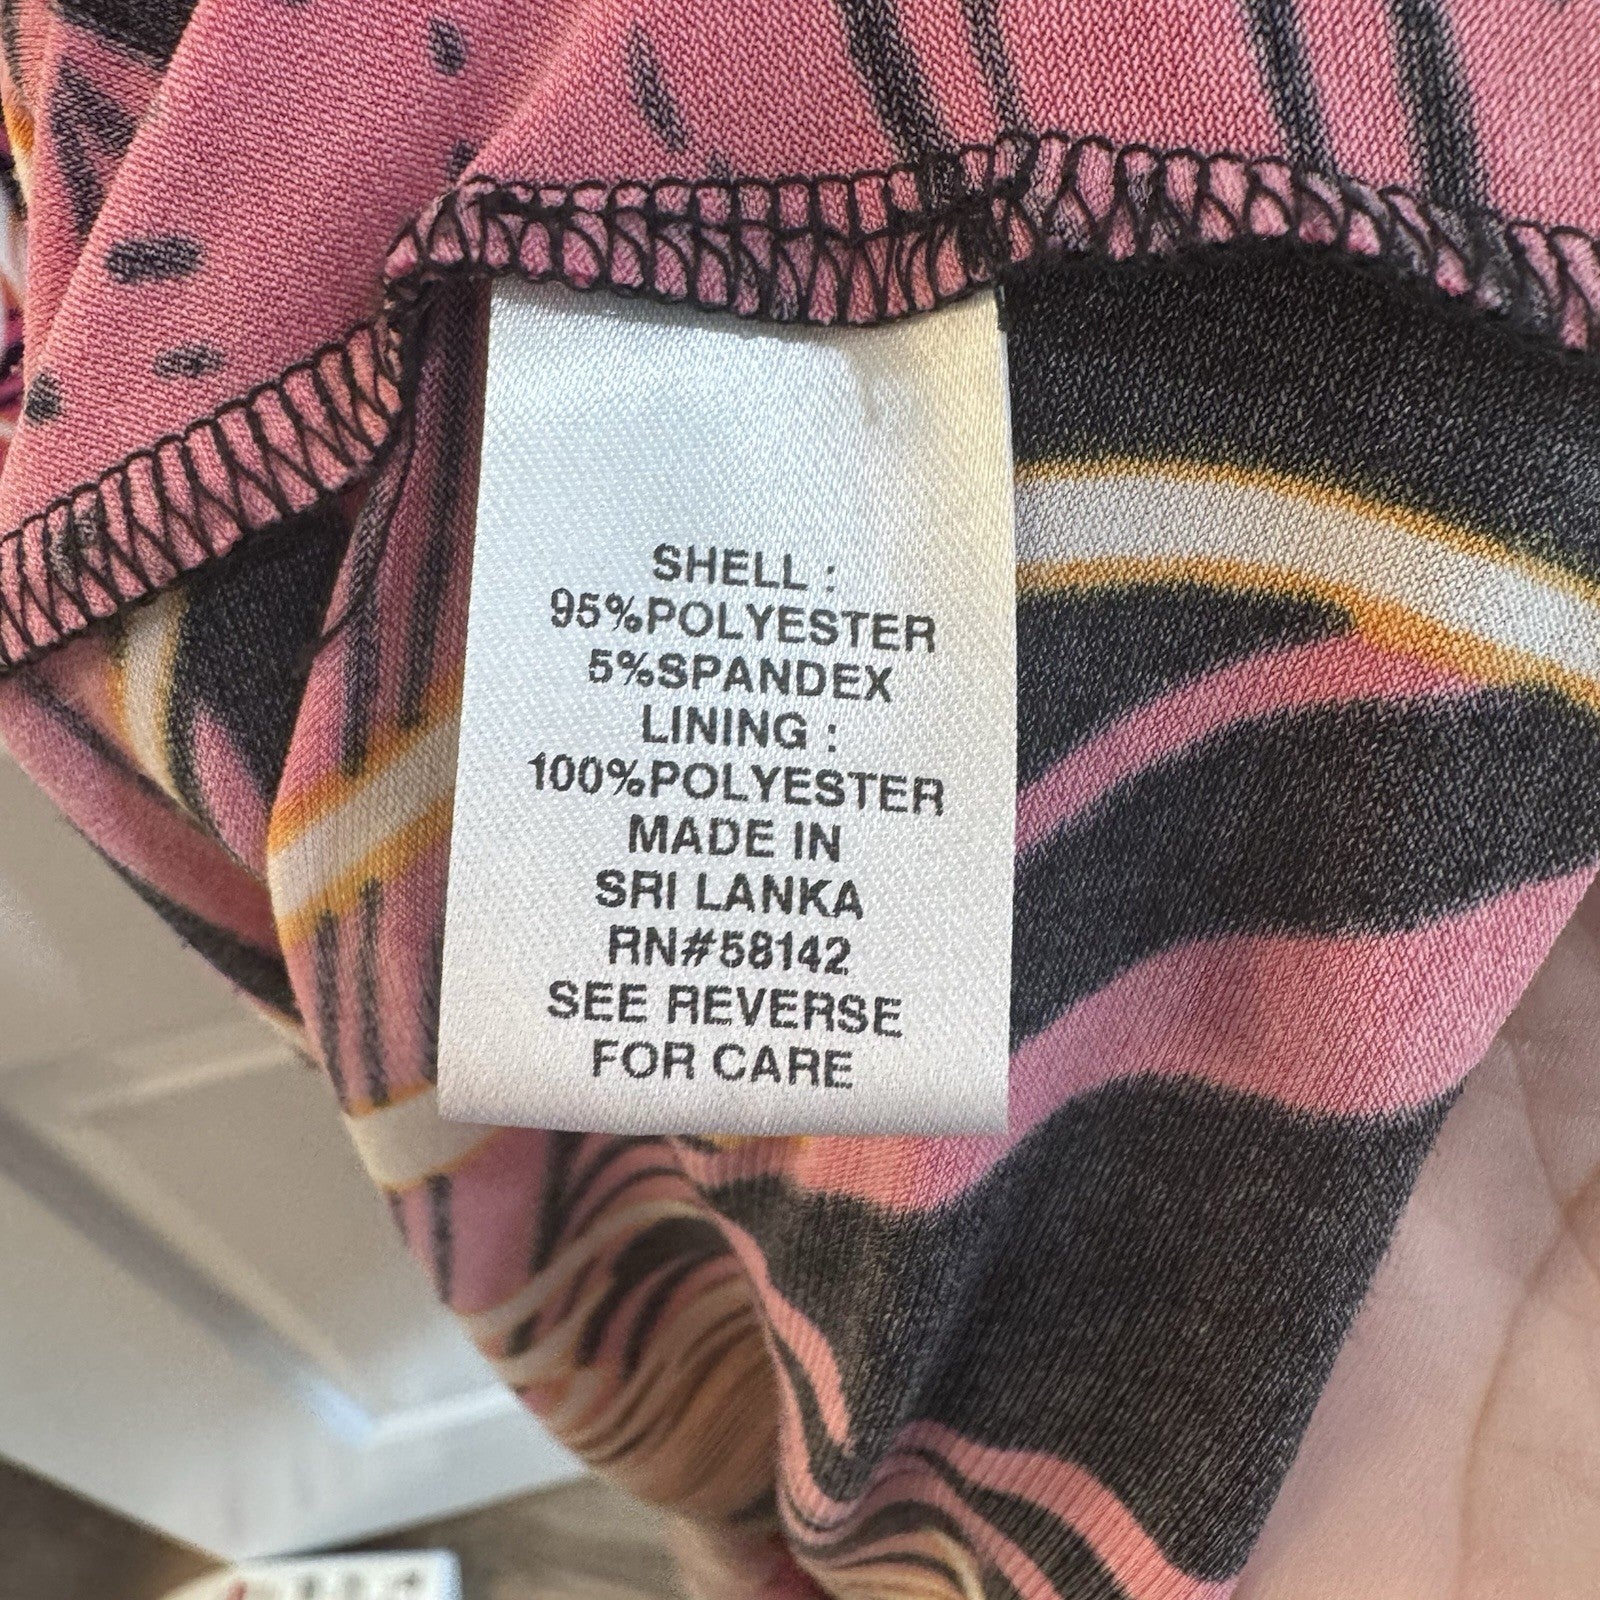 SHELL :
95%POLYESTER
5%SPANDEX
LINING :
100%POLYESTER
MADE IN
SRI LANKA
RN#58142
SEE REVERSE
FOR CARE